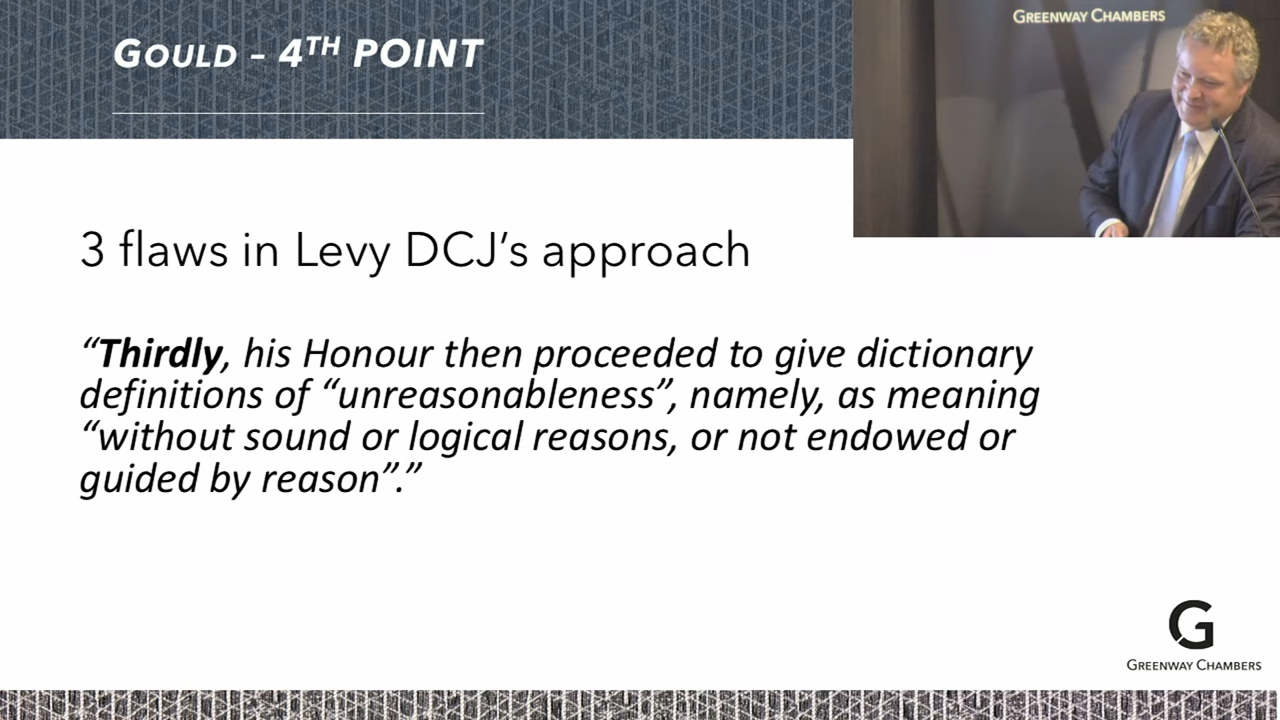 GOULD – 4TH POINT
GREENWAY CHAMBERS
3 flaws in Levy DCJ’s approach
“Thirdly, his Honour then proceeded to give dictionary
definitions of “unreasonableness”, namely, as meaning
“without sound or logical reasons, or not endowed or
guided by reason”.”
G
GREENWAY CHAMBERS